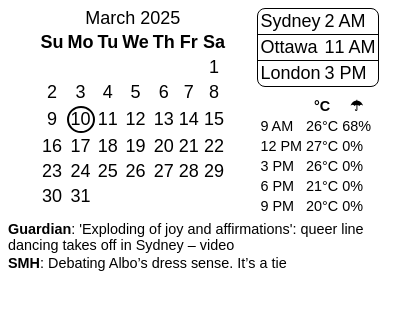 March 2025
Su Mo Tu We Th Fr Sa
1
2 3 4 5 6 7 8
9 10 11 12 13 14 15
16 17 18 19 20 21 22
23 24 25 26 27 28 29
30 31
Sydney 2 AM
Ottawa 11 AM
London 3 PM
°C ☂
9 AM 26°C 68%
12 PM 27°C 0%
3 PM 26°C 0%
6 PM 21°C 0%
9 PM 20°C 0%
Guardian: 'Exploding of joy and affirmations': queer line
dancing takes off in Sydney – video
SMH: Debating Albo’s dress sense. It’s a tie